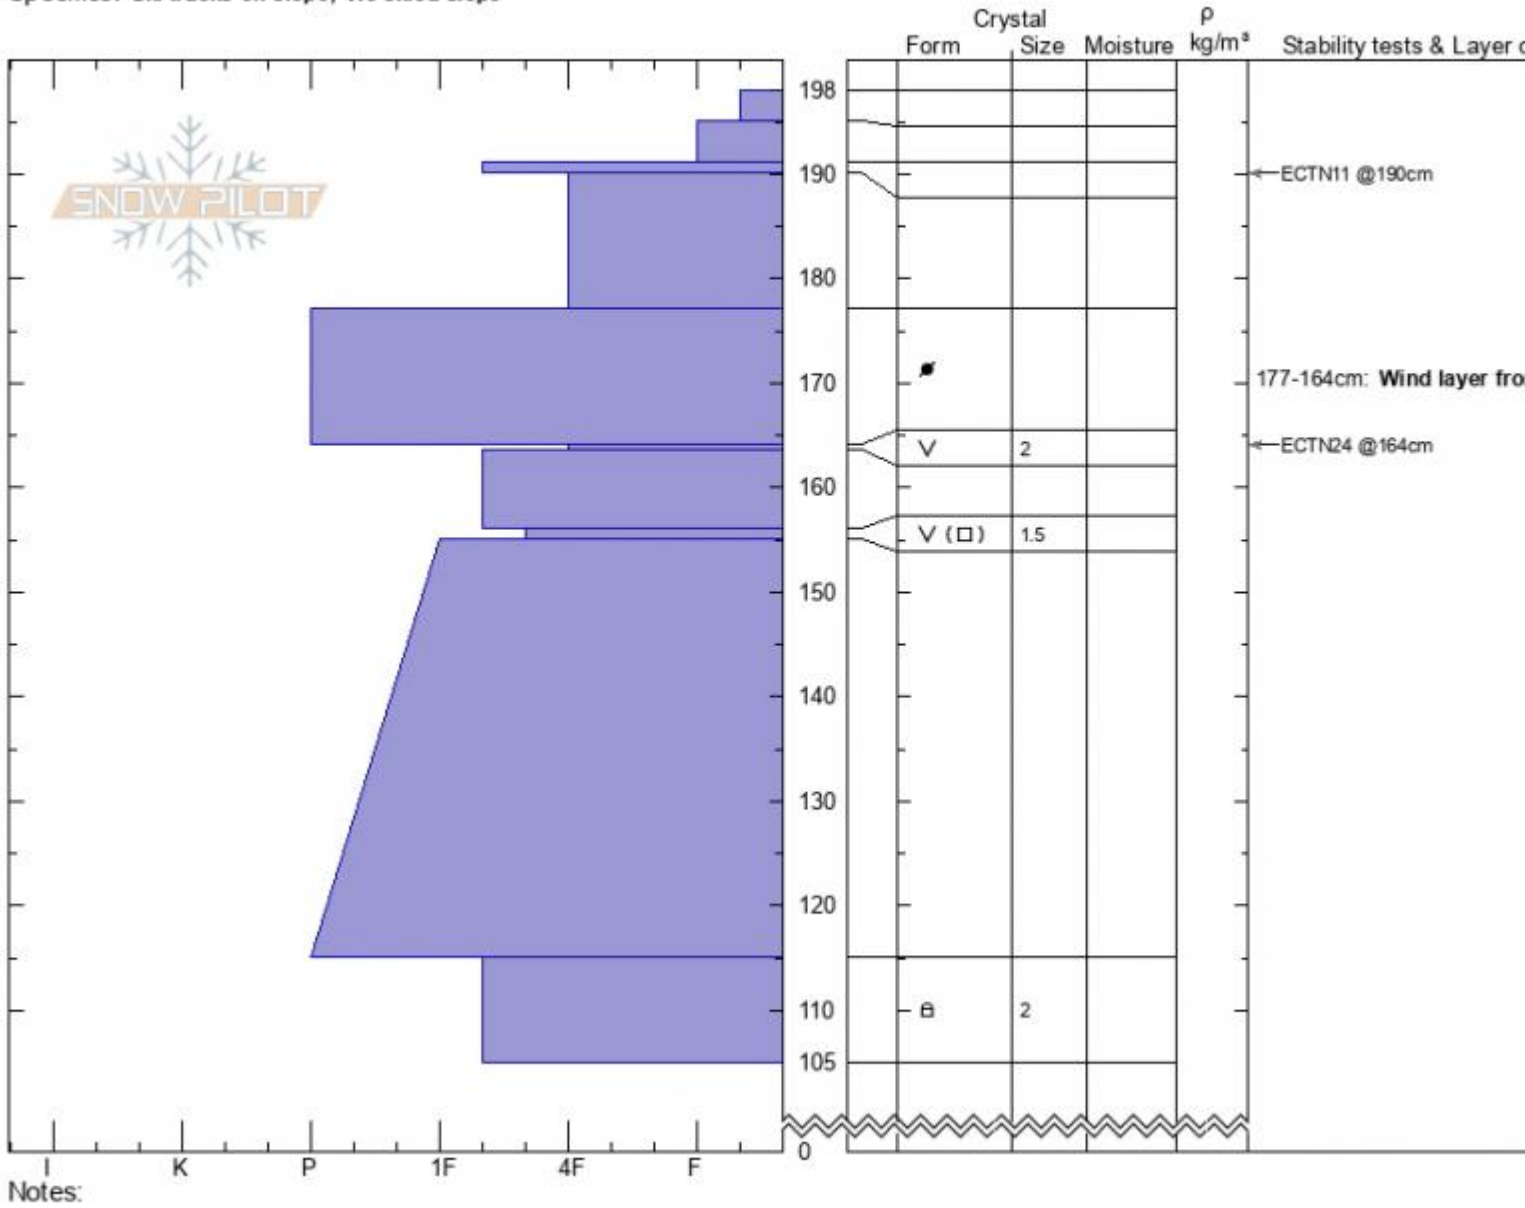 Crystal
ρ
Form Size Moisture kg/m³ Stability tests & Layer c
198
SNOW PILOT
190
ECTN11 @190cm
180
170
177-164cm: Wind layer fro
2
ECTN24 @164cm
160
1.5
150
140
130
120
110
2
105
0
I K P 1F 4F F
Notes: